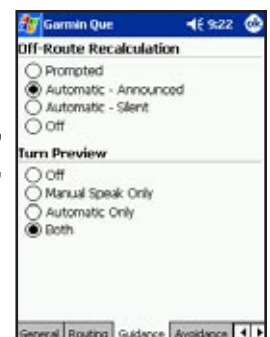 Garmin Que 9:22
Off-Route Recalculation
Prompted
Automatic - Announced
Automatic - Silent
Off
Turn Preview
Off
Manual Speak Only
Automatic Only
Both
General Routing Guidance Avoidance